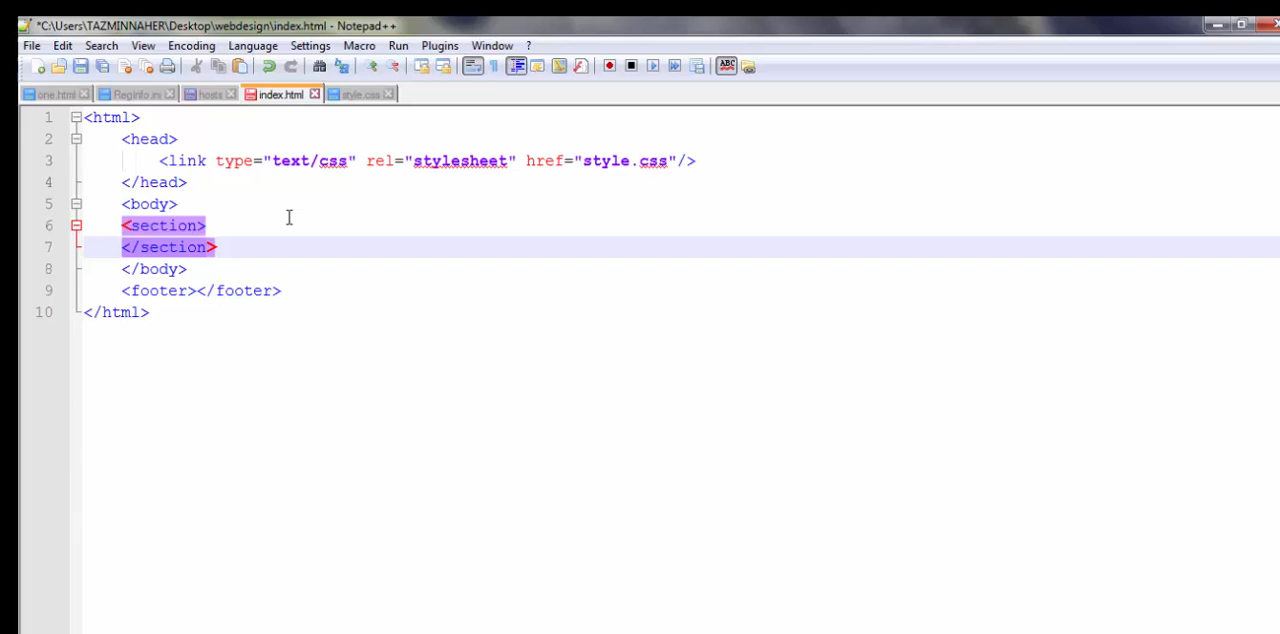 *C:\Users\TAZMINNAHER\Desktop\webdesign\index.html - Notepad++
File Edit Search View Encoding Language Settings Macro Run Plugins Window ?
ABC
one.html RegInfo.ini hosts index.html style.css
1 <html>
2 <head>
3 <link type="text/css" rel="stylesheet" href="style.css"/>
4 </head>
5 <body>
6 <section>
7 </section>
8 </body>
9 <footer></footer>
10 </html>